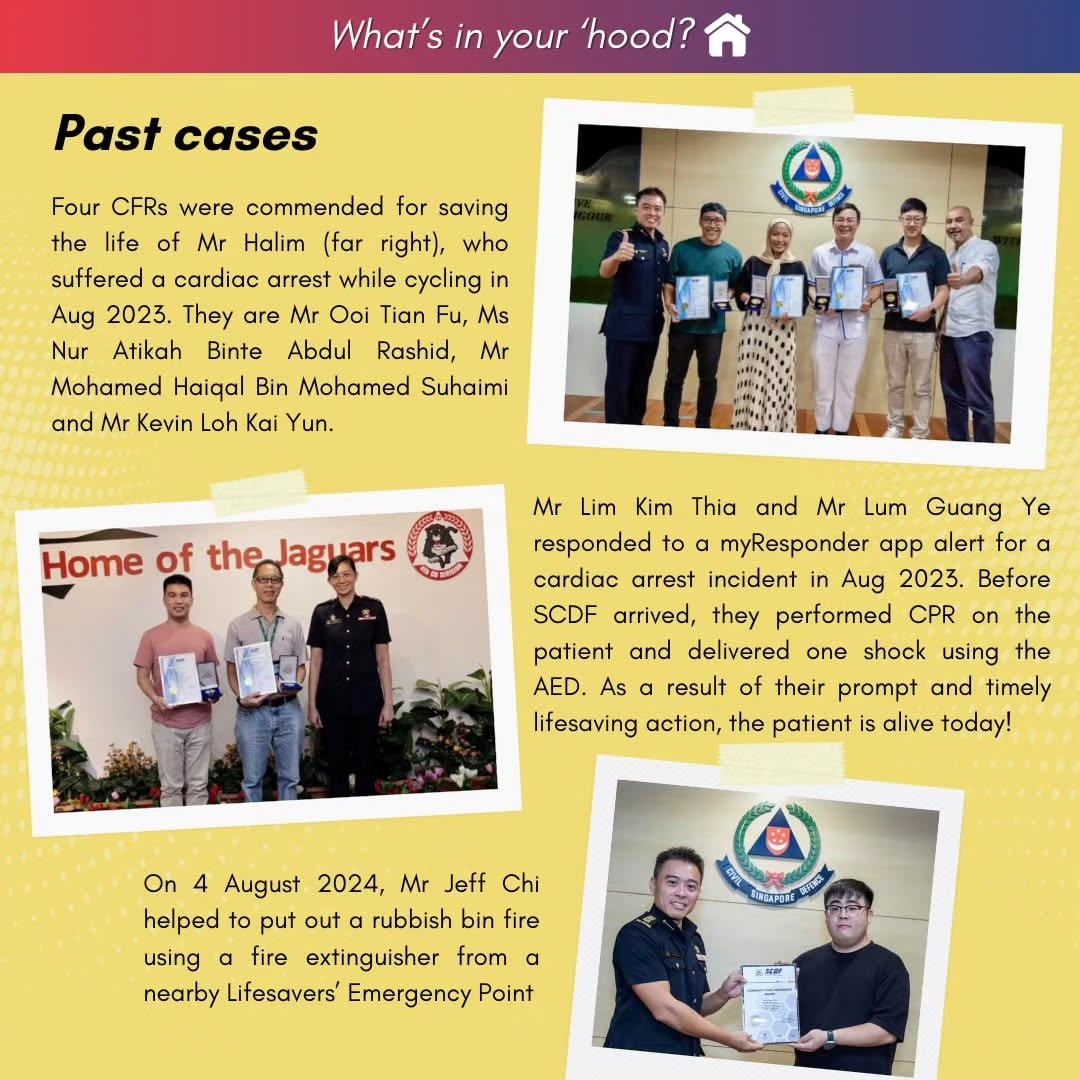 What's in your 'hood?
Past cases
Four CFRs were commended for saving
the life of Mr Halim (far right), who
suffered a cardiac arrest while cycling in
Aug 2023. They are Mr Ooi Tian Fu, Ms
Nur Atikah Binte Abdul Rashid, Mr
Mohamed Haiqal Bin Mohamed Suhaimi
and Mr Kevin Loh Kai Yun.
CIVIL SINGAPORE DEFENCE
Home of the Jaguars
4TH CD DIVISION
Mr Lim Kim Thia and Mr Lum Guang Ye
responded to a myResponder app alert for a
cardiac arrest incident in Aug 2023. Before
SCDF arrived, they performed CPR on the
patient and delivered one shock using the
AED. As a result of their prompt and timely
lifesaving action, the patient is alive today!
On 4 August 2024, Mr Jeff Chi
helped to put out a rubbish bin fire
using a fire extinguisher from a
nearby Lifesavers' Emergency Point
CIVIL SINGAPORE DEFENCE
SCDF